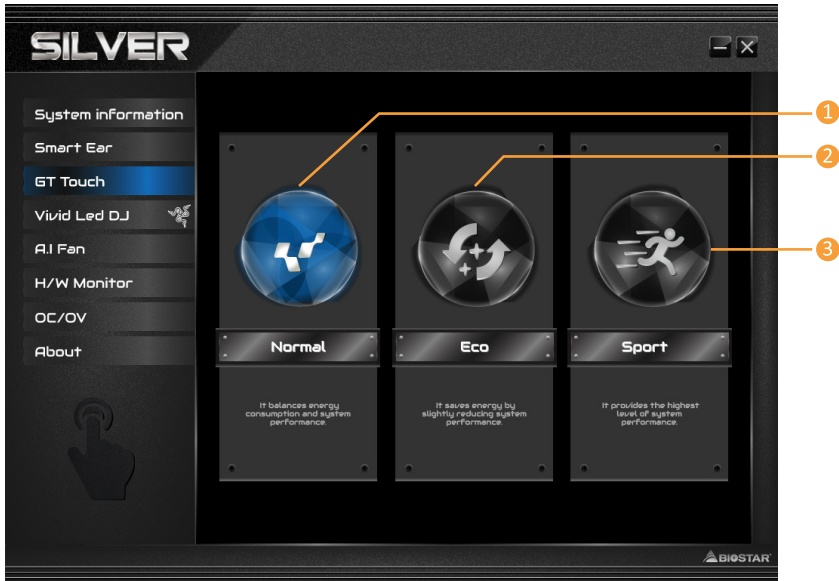 SILVER
System information
Smart Ear
GT Touch
Vivid Led DJ
A.I Fan
H/W Monitor
OC/OV
About
1
2
3
Normal
It balances energy
consumption and system
performance.
Eco
It saves energy by
slightly reducing system
performance.
Sport
It provides the highest
level of system
performance.
BIOSTAR